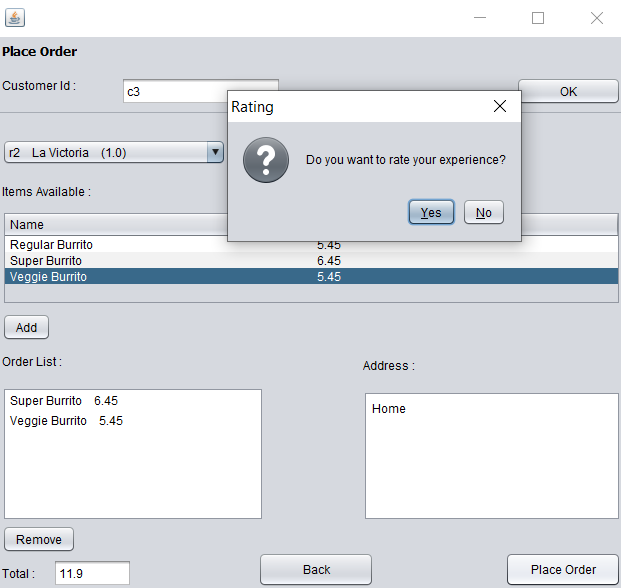 Place Order
Customer Id :
c3
OK
Rating
Do you want to rate your experience?
Yes No
r2 La Victoria (1.0)
Items Available :
Name
Regular Burrito 5.45
Super Burrito 6.45
Veggie Burrito 5.45
Add
Order List :
Super Burrito 6.45
Veggie Burrito 5.45
Address :
Home
Remove
Total : 11.9
Back
Place Order